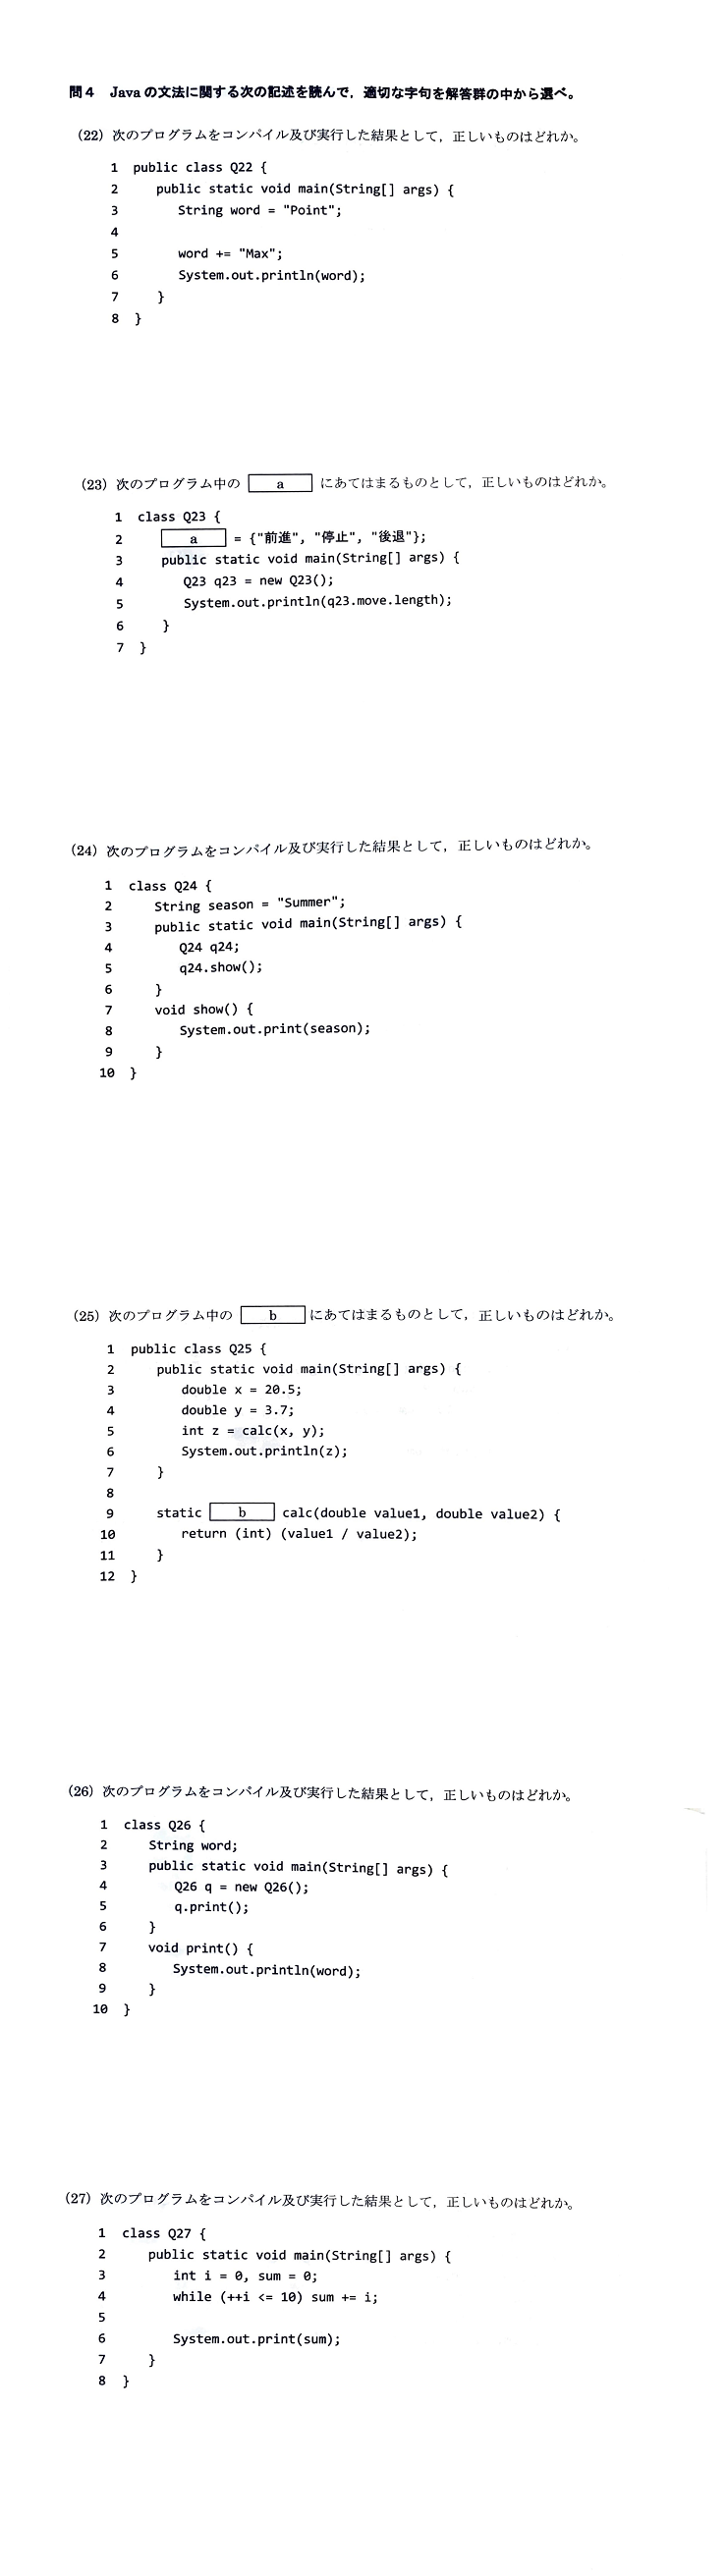 問4 Javaの文法に関する次の記述を読んで，適切な字句を解答群の中から選べ。
(22) 次のプログラムをコンパイル及び実行した結果として，正しいものはどれか。
1 public class Q22 {
2 public static void main(String[] args) {
3 String word = "Point";
4
5 word += "Max";
6 System.out.println(word);
7 }
8 }
(23) 次のプログラム中の a にあてはまるものとして，正しいものはどれか。
1 class Q23 {
2 a = {"前進", "停止", "後退"};
3 public static void main(String[] args) {
4 Q23 q23 = new Q23();
5 System.out.println(q23.move.length);
6 }
7 }
(24) 次のプログラムをコンパイル及び実行した結果として，正しいものはどれか。
1 class Q24 {
2 String season = "Summer";
3 public static void main(String[] args) {
4 Q24 q24;
5 q24.show();
6 }
7 void show() {
8 System.out.print(season);
9 }
10 }
(25) 次のプログラム中の b にあてはまるものとして，正しいものはどれか。
1 public class Q25 {
2 public static void main(String[] args) {
3 double x = 20.5;
4 double y = 3.7;
5 int z = calc(x, y);
6 System.out.println(z);
7 }
8
9 static b calc(double value1, double value2) {
10 return (int) (value1 / value2);
11 }
12 }
(26) 次のプログラムをコンパイル及び実行した結果として，正しいものはどれか。
1 class Q26 {
2 String word;
3 public static void main(String[] args) {
4 Q26 q = new Q26();
5 q.print();
6 }
7 void print() {
8 System.out.println(word);
9 }
10 }
(27) 次のプログラムをコンパイル及び実行した結果として，正しいものはどれか。
1 class Q27 {
2 public static void main(String[] args) {
3 int i = 0, sum = 0;
4 while (++i <= 10) sum += i;
5
6 System.out.print(sum);
7 }
8 }